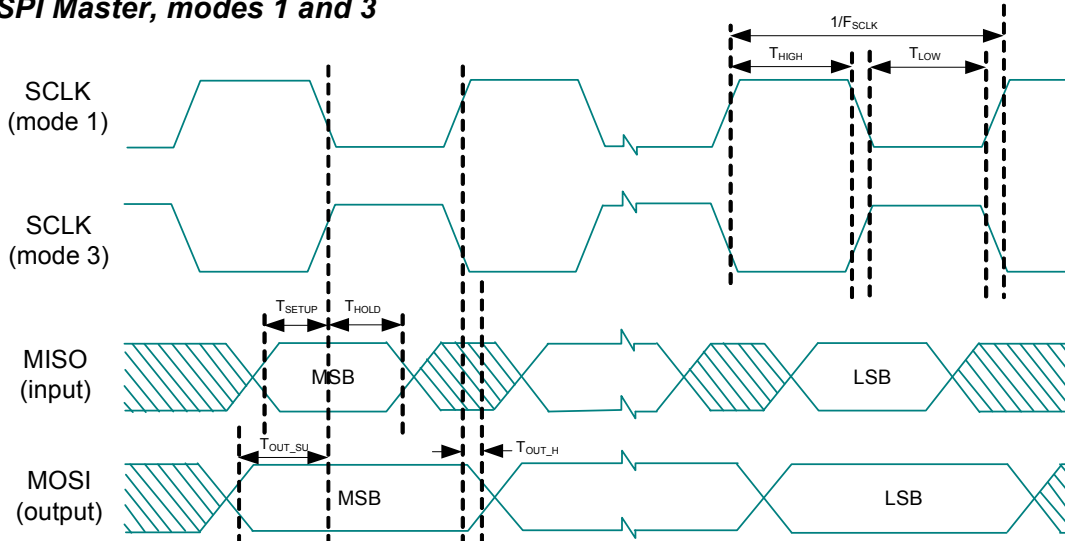 SPI Master, modes 1 and 3
1/FSCLK
THIGH
TLOW
SCLK
(mode 1)
SCLK
(mode 3)
TSETUP
THOLD
MISO
(input)
MSB
LSB
TOUT_SU
TOUT_H
MOSI
(output)
MSB
LSB